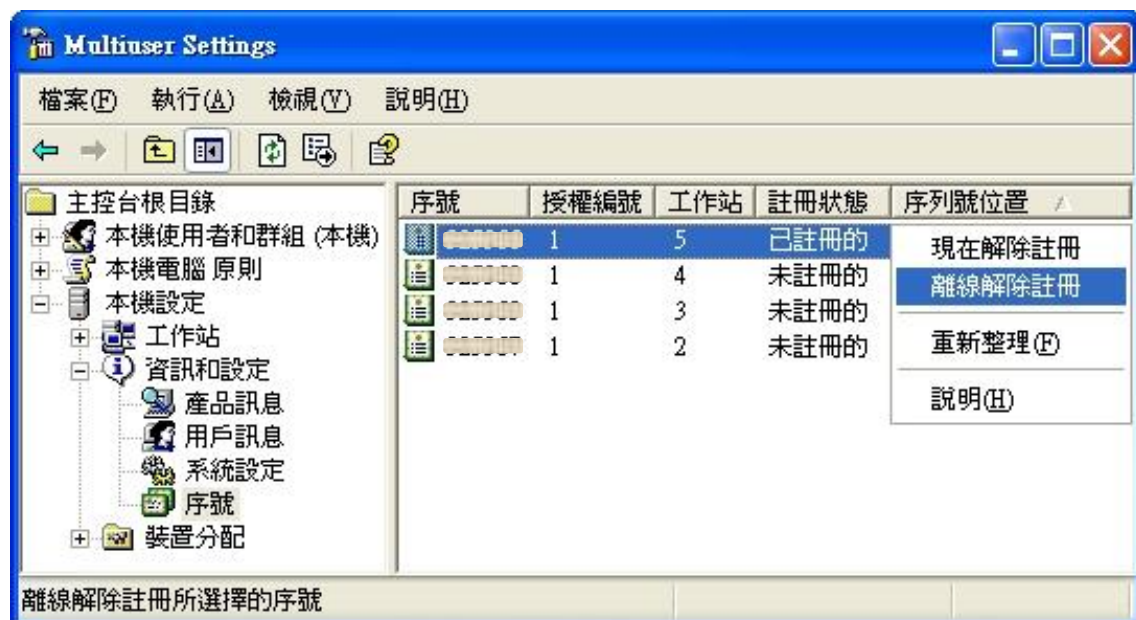 Multiuser Settings
檔案(F) 執行(A) 檢視(V) 說明(H)
主控台根目錄
本機使用者和群組 (本機)
本機電腦 原則
本機設定
工作站
資訊和設定
產品訊息
用戶訊息
系統設定
序號
裝置分配
序號 授權編號 工作站 註冊狀態 序列號位置
1 5 已註冊的
1 4 未註冊的
1 3 未註冊的
1 2 未註冊的
現在解除註冊
離線解除註冊
重新整理(F)
說明(H)
離線解除註冊所選擇的序號